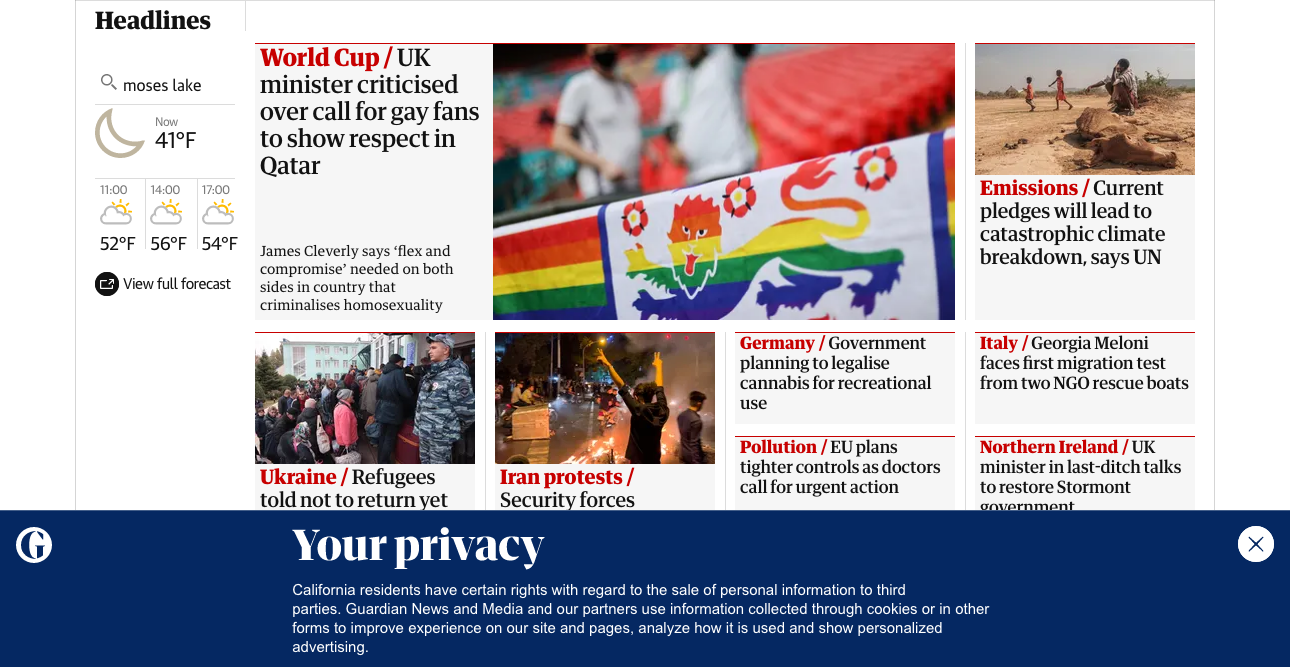 Headlines
moses lake
Now
41°F
11:00
14:00
17:00
52°F
56°F
54°F
View full forecast
World Cup / UK
minister criticised
over call for gay fans
to show respect in
Qatar
James Cleverly says ‘flex and
compromise’ needed on both
sides in country that
criminalises homosexuality
Emissions / Current
pledges will lead to
catastrophic climate
breakdown, says UN
Ukraine / Refugees
told not to return yet
Iran protests /
Security forces
Germany / Government
planning to legalise
cannabis for recreational
use
Pollution / EU plans
tighter controls as doctors
call for urgent action
Italy / Georgia Meloni
faces first migration test
from two NGO rescue boats
Northern Ireland / UK
minister in last-ditch talks
to restore Stormont
government
Your privacy
California residents have certain rights with regard to the sale of personal information to third
parties. Guardian News and Media and our partners use information collected through cookies or in other
forms to improve experience on our site and pages, analyze how it is used and show personalized
advertising.